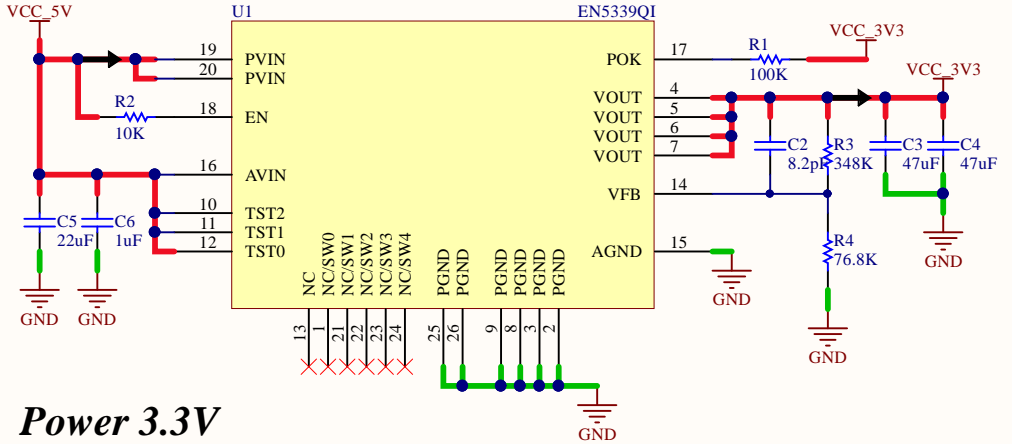 VCC_5V
U1
EN5339QI
VCC_3V3
19
PVIN
20
PVIN
R2
10K
18
EN
16
AVIN
10
TST2
11
TST1
12
TST0
C5
22uF
C6
1uF
GND
GND
POK
17
R1
100K
VCC_3V3
VOUT
4
VOUT
5
VOUT
6
VOUT
7
C2
8.2p
R3
348K
C3
47uF
C4
47uF
VFB
14
R4
76.8K
AGND
15
GND
GND
GND
NC
NC/SW0
NC/SW1
NC/SW2
NC/SW3
NC/SW4
PGND
PGND
PGND
PGND
PGND
PGND
13
1
21
22
23
24
25
26
9
8
3
2
GND
Power 3.3V